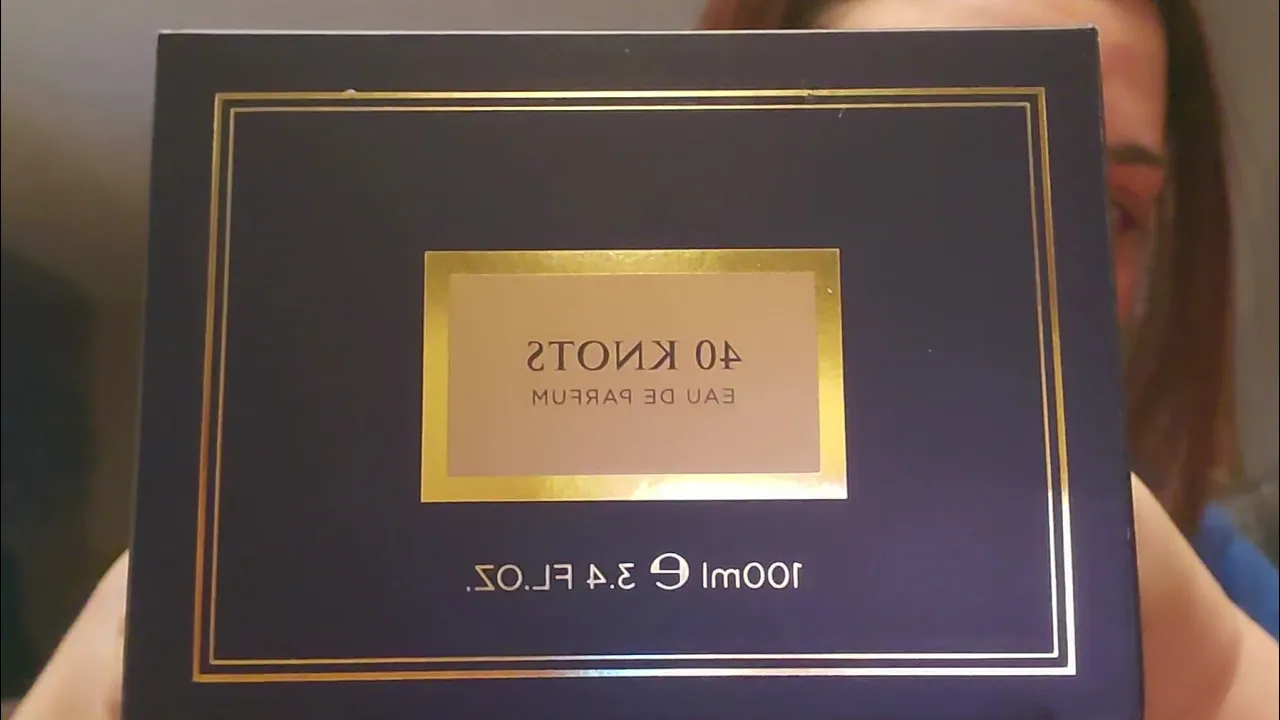 40 KNOTS
EAU DE PARFUM
100ml e 3.4 FL.OZ.